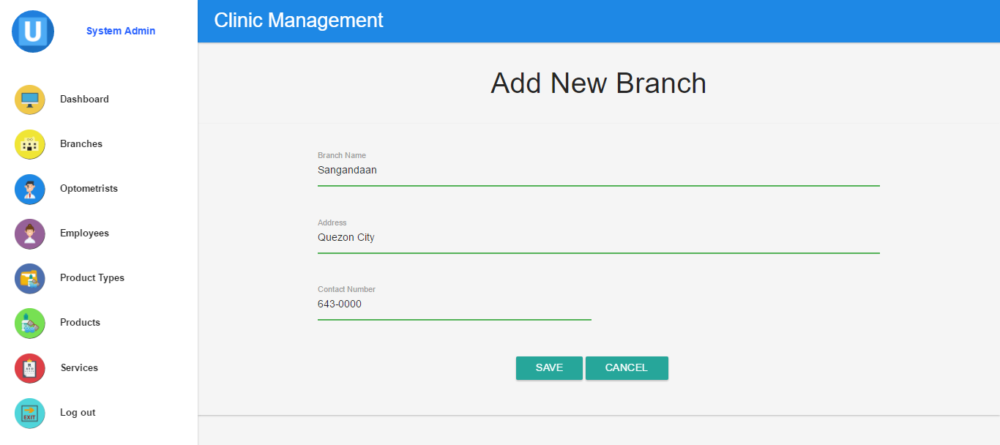 U
System Admin
Clinic Management
Dashboard
Branches
Optometrists
Employees
Product Types
Products
Services
EXIT
Log out
Add New Branch
Branch Name
Sangandaan
Address
Quezon City
Contact Number
643-0000
SAVE
CANCEL